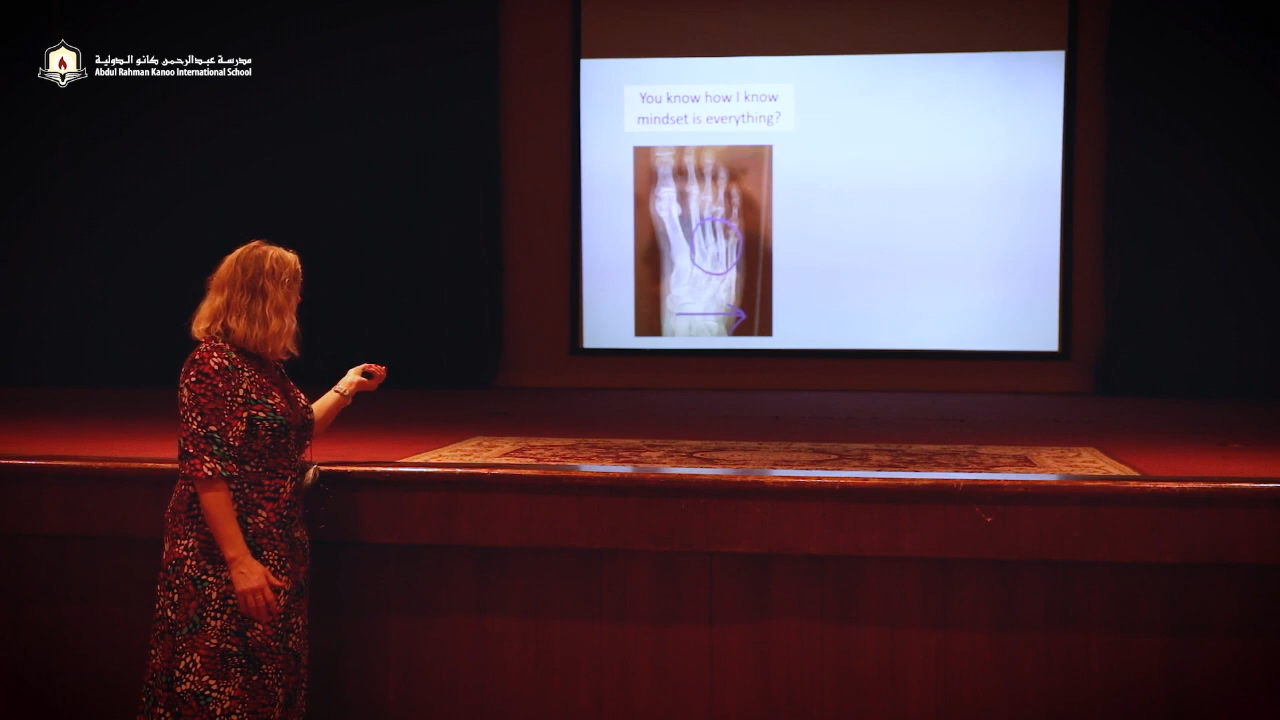 مدرسة عبدالرحمن كانو الدولية
Abdul Rahman Kanoo International School
You know how I know
mindset is everything?